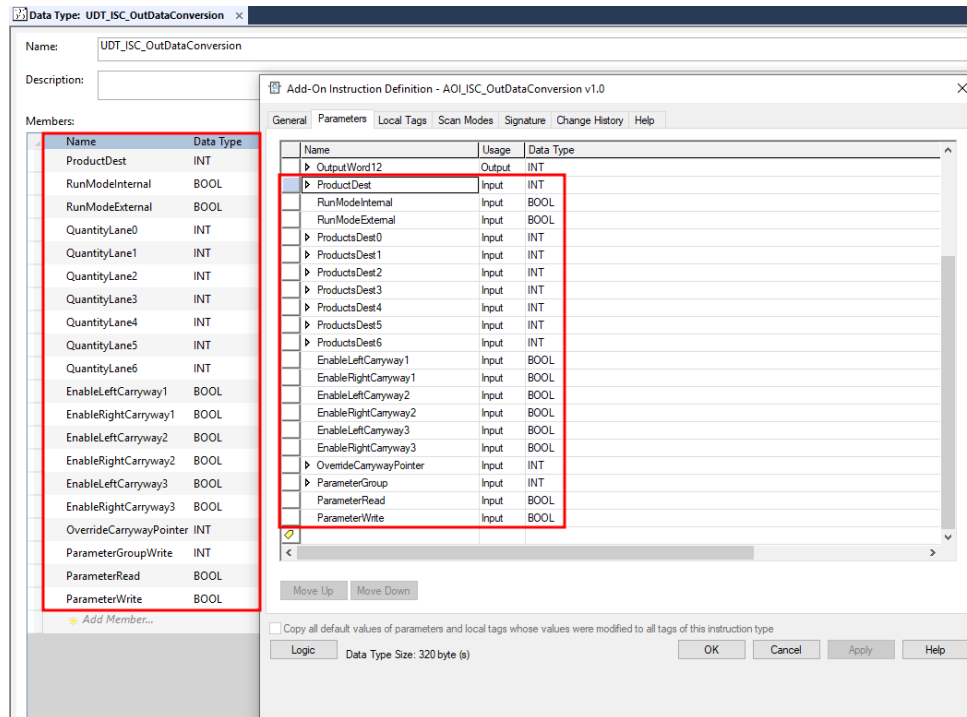 Data Type: UDT_ISC_OutDataConversion ×
Name: UDT_ISC_OutDataConversion
Description:
Members:
Name Data Type
ProductDest INT
RunModeInternal BOOL
RunModeExternal BOOL
QuantityLane0 INT
QuantityLane1 INT
QuantityLane2 INT
QuantityLane3 INT
QuantityLane4 INT
QuantityLane5 INT
QuantityLane6 INT
EnableLeftCarryway1 BOOL
EnableRightCarryway1 BOOL
EnableLeftCarryway2 BOOL
EnableRightCarryway2 BOOL
EnableLeftCarryway3 BOOL
EnableRightCarryway3 BOOL
OverrideCarrywayPointer INT
ParameterGroupWrite INT
ParameterRead BOOL
ParameterWrite BOOL
Add Member...
Add-On Instruction Definition - AOI_ISC_OutDataConversion v1.0
General Parameters Local Tags Scan Modes Signature Change History Help
Name Usage Data Type
OutputWord12 Output INT
ProductDest Input INT
RunModeInternal Input BOOL
RunModeExternal Input BOOL
ProductsDest0 Input INT
ProductsDest1 Input INT
ProductsDest2 Input INT
ProductsDest3 Input INT
ProductsDest4 Input INT
ProductsDest5 Input INT
ProductsDest6 Input INT
EnableLeftCarryway1 Input BOOL
EnableRightCarryway1 Input BOOL
EnableLeftCarryway2 Input BOOL
EnableRightCarryway2 Input BOOL
EnableLeftCarryway3 Input BOOL
EnableRightCarryway3 Input BOOL
OverrideCarrywayPointer Input INT
ParameterGroup Input INT
ParameterRead Input BOOL
ParameterWrite Input BOOL
Move Up Move Down
Copy all default values of parameters and local tags whose values were modified to all tags of this instruction type
Logic Data Type Size: 320 byte (s) OK Cancel Apply Help